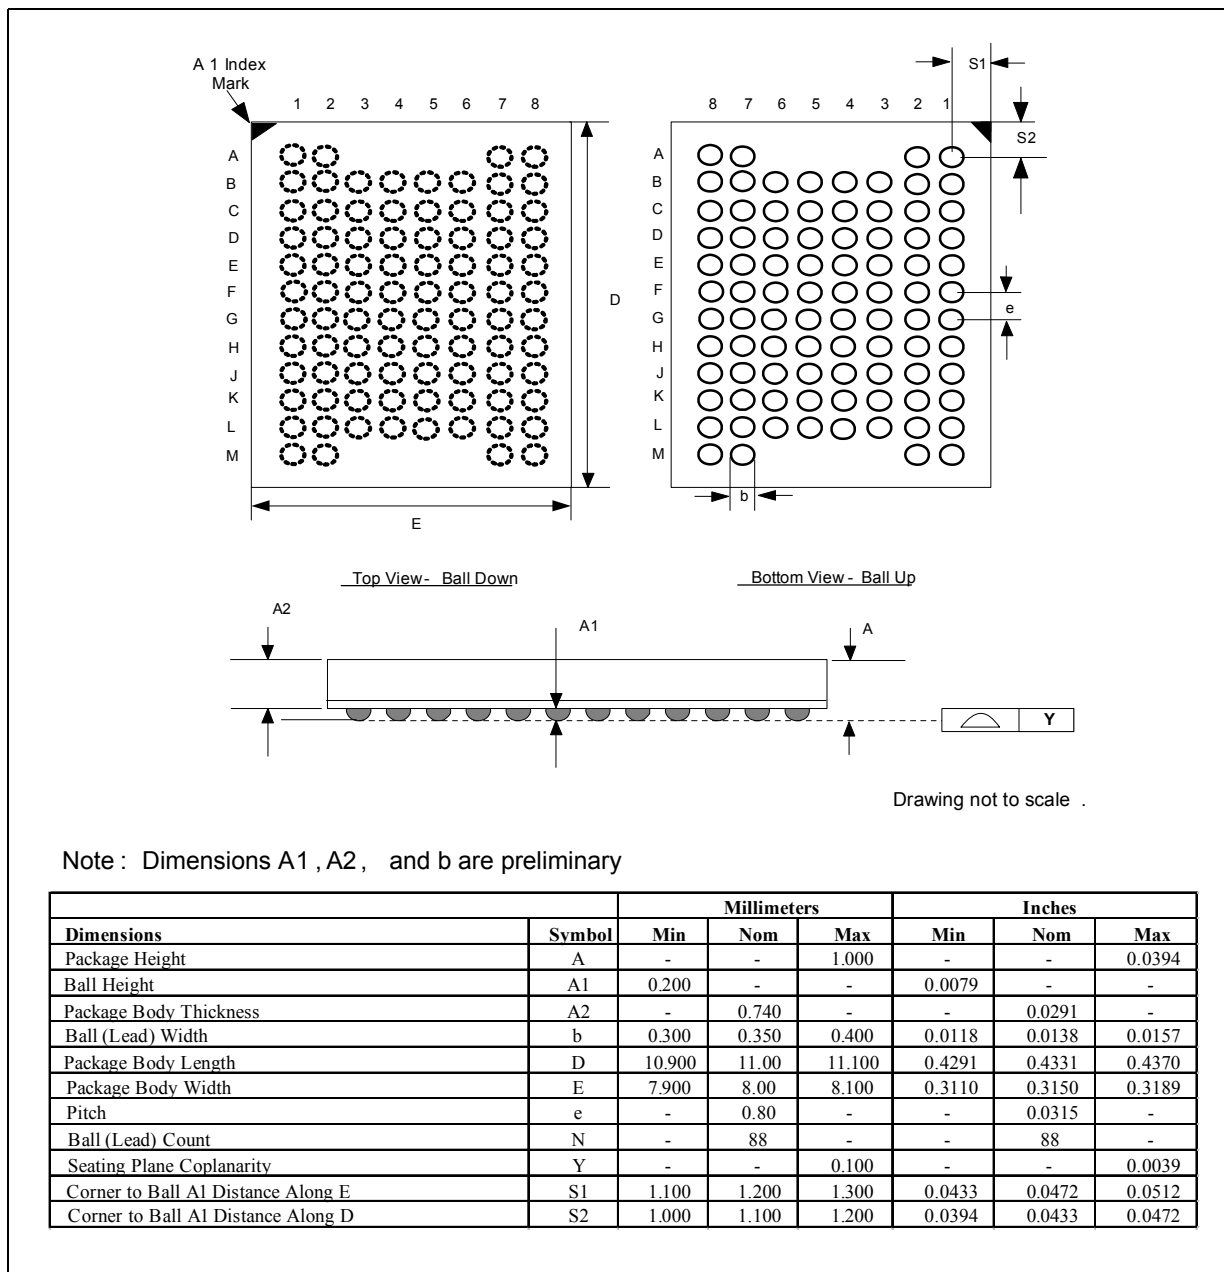 A 1 Index
Mark
1 2 3 4 5 6 7 8
A
B
C
D
E
F
G
H
J
K
L
M
D
E
8 7 6 5 4 3 2 1
A
B
C
D
E
F
G
H
J
K
L
M
S1
S2
e
b
Top View - Ball Down
Bottom View - Ball Up
A2
A1
A
Y
Drawing not to scale .
Note : Dimensions A1 , A2 , and b are preliminary
Millimeters Inches
Dimensions Symbol Min Nom Max Min Nom Max
Package Height A - - 1.000 - - 0.0394
Ball Height A1 0.200 - - 0.0079 - -
Package Body Thickness A2 - 0.740 - - 0.0291 -
Ball (Lead) Width b 0.300 0.350 0.400 0.0118 0.0138 0.0157
Package Body Length D 10.900 11.00 11.100 0.4291 0.4331 0.4370
Package Body Width E 7.900 8.00 8.100 0.3110 0.3150 0.3189
Pitch e - 0.80 - - 0.0315 -
Ball (Lead) Count N - 88 - - 88 -
Seating Plane Coplanarity Y - - 0.100 - - 0.0039
Corner to Ball A1 Distance Along E S1 1.100 1.200 1.300 0.0433 0.0472 0.0512
Corner to Ball A1 Distance Along D S2 1.000 1.100 1.200 0.0394 0.0433 0.0472